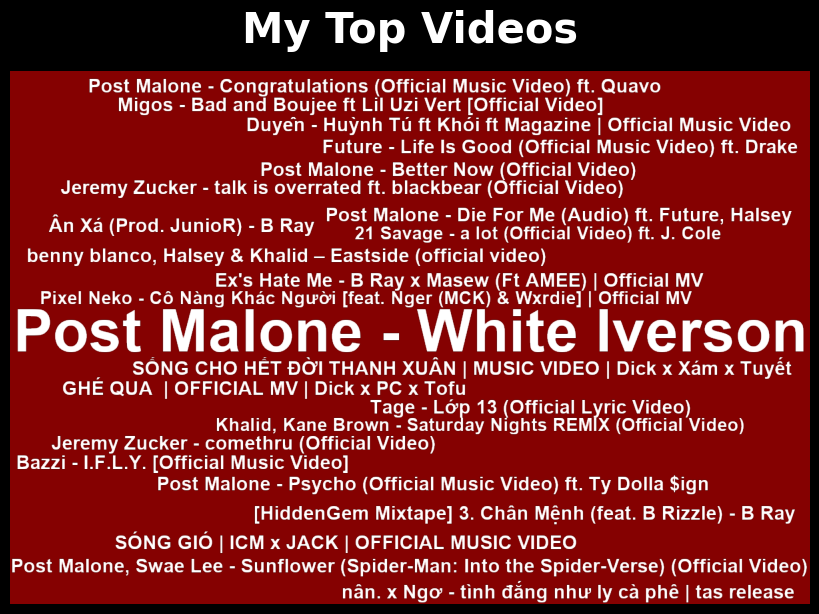 My Top Videos
Post Malone - Congratulations (Official Music Video) ft. Quavo
Migos - Bad and Boujee ft Lil Uzi Vert [Official Video]
Duyên - Huỳnh Tú ft Khói ft Magazine | Official Music Video
Future - Life Is Good (Official Music Video) ft. Drake
Post Malone - Better Now (Official Video)
Jeremy Zucker - talk is overrated ft. blackbear (Official Video)
Post Malone - Die For Me (Audio) ft. Future, Halsey
Ân Xá (Prod. JunioR) - B Ray
21 Savage - a lot (Official Video) ft. J. Cole
benny blanco, Halsey & Khalid – Eastside (official video)
Ex's Hate Me - B Ray x Masew (Ft AMEE) | Official MV
Pixel Neko - Cô Nàng Khác Người [feat. Nger (MCK) & Wxrdie] | Official MV
Post Malone - White Iverson
SỐNG CHO HẾT ĐỜI THANH XUÂN | MUSIC VIDEO | Dick x Xám x Tuyết
GHÉ QUA  | OFFICIAL MV | Dick x PC x Tofu
Tage - Lớp 13 (Official Lyric Video)
Khalid, Kane Brown - Saturday Nights REMIX (Official Video)
Jeremy Zucker - comethru (Official Video)
Bazzi - I.F.L.Y. [Official Music Video]
Post Malone - Psycho (Official Music Video) ft. Ty Dolla $ign
[HiddenGem Mixtape] 3. Chân Mệnh (feat. B Rizzle) - B Ray
SÓNG GIÓ | ICM x JACK | OFFICIAL MUSIC VIDEO
Post Malone, Swae Lee - Sunflower (Spider-Man: Into the Spider-Verse) (Official Video)
nân. x Ngơ - tình đắng như ly cà phê | tas release